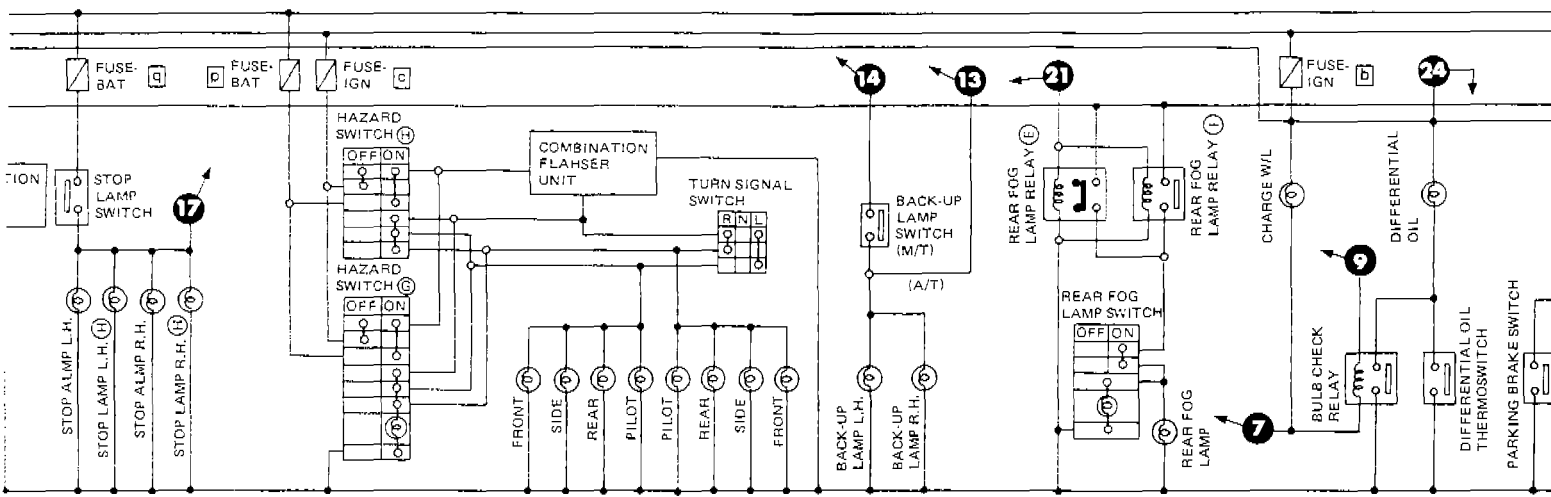 FUSE-
BAT
q
p
FUSE-
BAT
FUSE-
IGN
c
14
13
21
FUSE-
IGN
b
24
TION
STOP
LAMP
SWITCH
17
HAZARD
SWITCH H
OFF ON
COMBINATION
FLAHSER
UNIT
TURN SIGNAL
SWITCH
R N L
BACK-UP
LAMP
SWITCH
(M/T)
(A/T)
REAR FOG
LAMP RELAY E
REAR FOG
LAMP RELAY
CHARGE W/L
DIFFERENTIAL
OIL
HAZARD
SWITCH G
OFF ON
REAR FOG
LAMP SWITCH
OFF ON
9
7
STOP ALMP L.H.
STOP LAMP L.H. H
STOP ALMP R.H.
STOP LAMP R.H. H
FRONT
SIDE
REAR
PILOT
PILOT
REAR
SIDE
FRONT
BACK-UP
LAMP L.H.
BACK-UP
LAMP R.H.
REAR FOG
LAMP
BULB CHECK
RELAY
DIFFERENTIAL OIL
THERMOSWITCH
PARKING BRAKE SWITCH